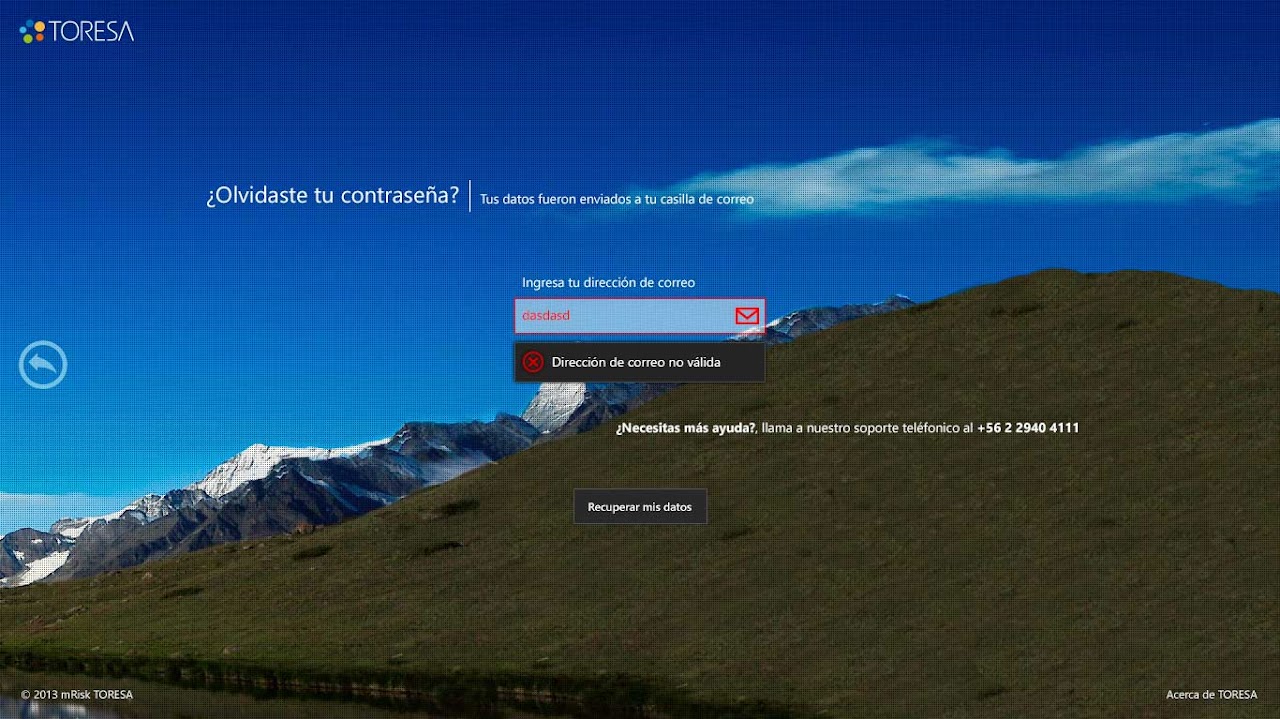 TORESA
¿Olvidaste tu contraseña?
Tus datos fueron enviados a tu casilla de correo
Ingresa tu dirección de correo
dasdasd
Dirección de correo no válida
¿Necesitas más ayuda?, llama a nuestro soporte teléfonico al +56 2 2940 4111
Recuperar mis datos
© 2013 mRisk TORESA
Acerca de TORESA